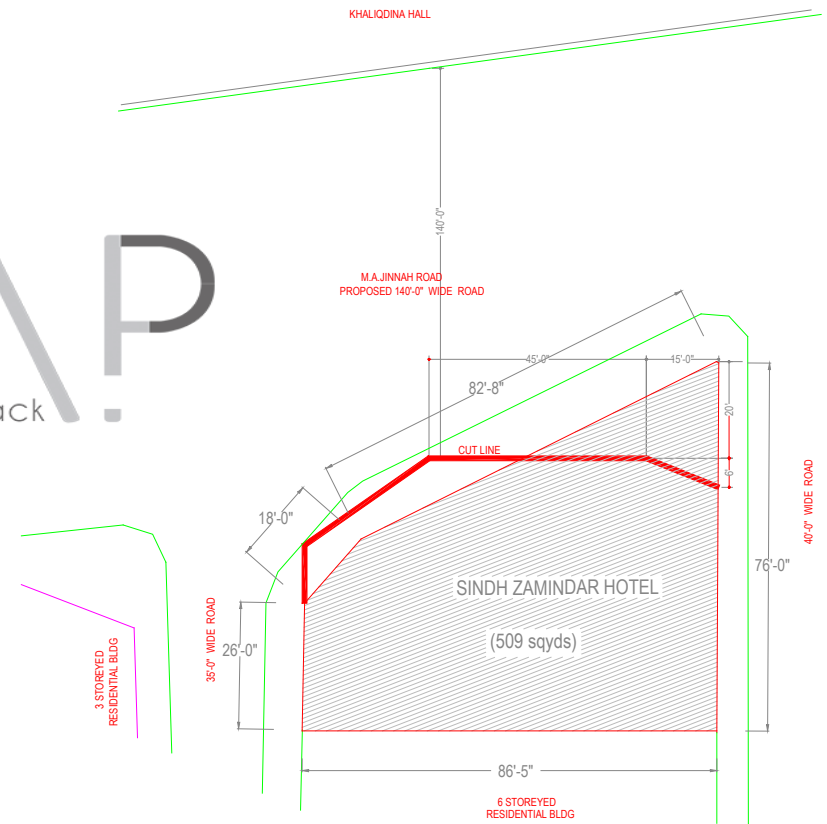 KHALIQDINA HALL
140'-0"
M.A.JINNAH ROAD
PROPOSED 140'-0" WIDE ROAD
AP
ack
45'-0"
15'-0"
82'-8"
20'
CUT LINE
6'
18'-0"
40'-0" WIDE ROAD
76'-0"
SINDH ZAMINDAR HOTEL
(509 sqyds)
35'-0" WIDE ROAD
26'-0"
3 STOREYED
RESIDENTIAL BLDG
86'-5"
6 STOREYED
RESIDENTIAL BLDG